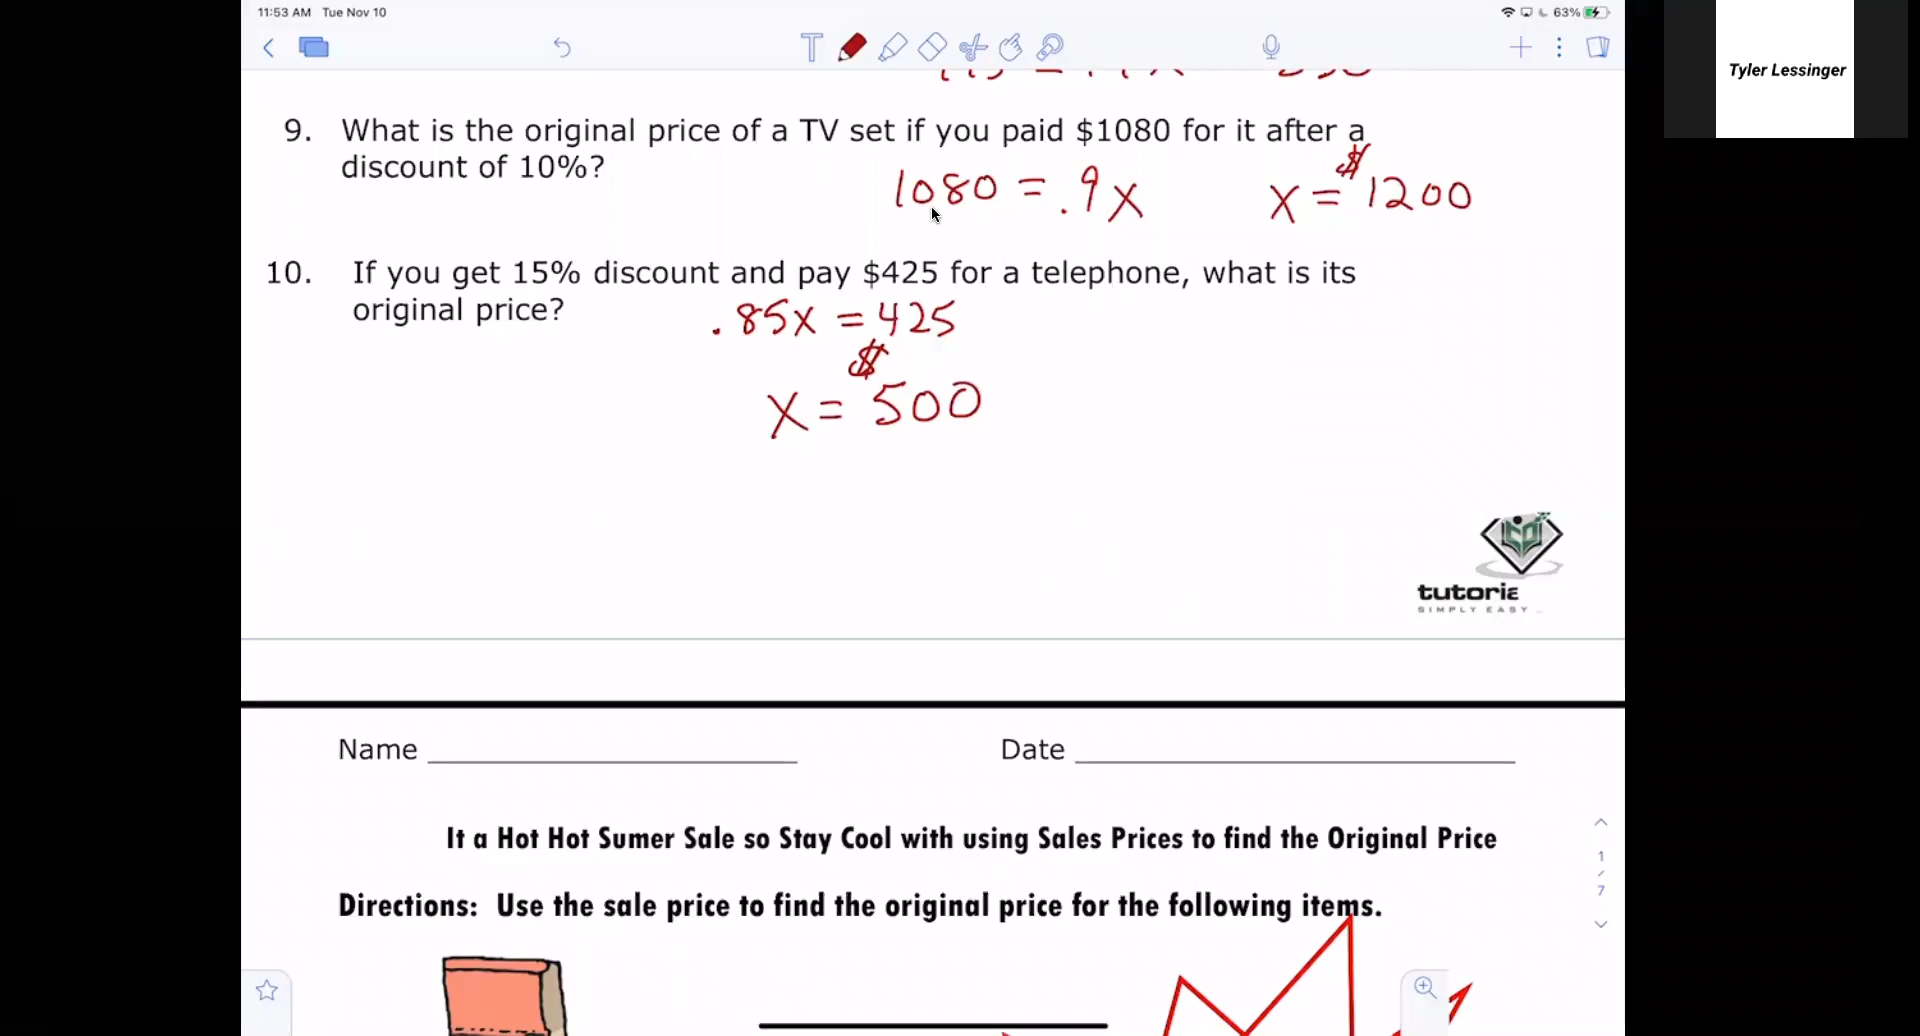 11:53 AM Tue Nov 10
63%
Tyler Lessinger
9. What is the original price of a TV set if you paid $1080 for it after a
discount of 10%?
1080 = .9x x = $1200
10. If you get 15% discount and pay $425 for a telephone, what is its
original price?
.85x = 425
x = $500
tutoria
SIMPLY EASY
Name
Date
It a Hot Hot Sumer Sale so Stay Cool with using Sales Prices to find the Original Price
1
/
7
Directions: Use the sale price to find the original price for the following items.